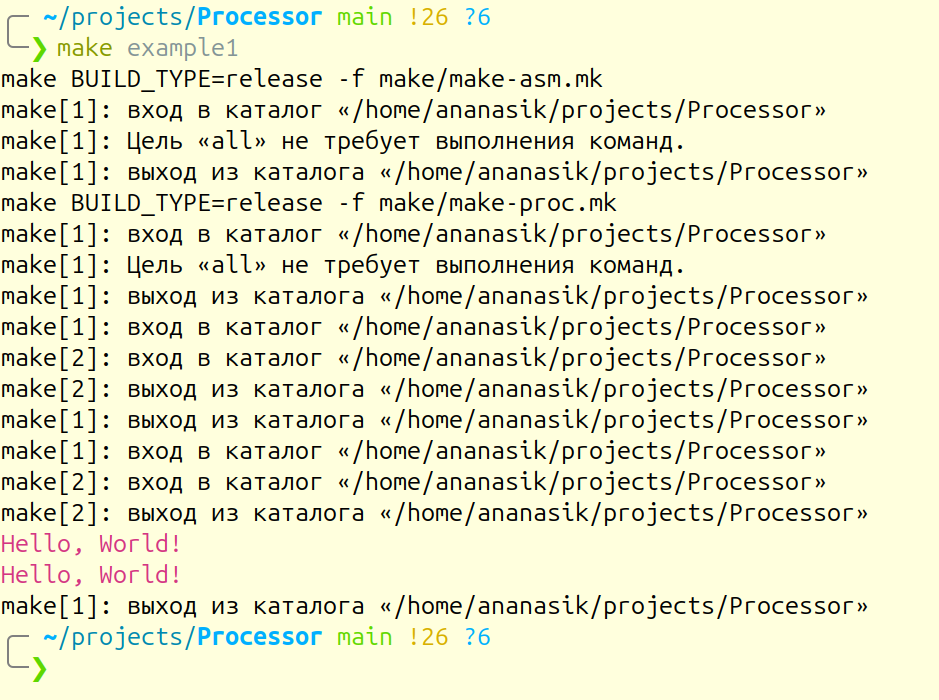 ~/projects/Processor main !26 ?6
❯ make example1
make BUILD_TYPE=release -f make/make-asm.mk
make[1]: вход в каталог «/home/ananasik/projects/Processor»
make[1]: Цель «all» не требует выполнения команд.
make[1]: выход из каталога «/home/ananasik/projects/Processor»
make BUILD_TYPE=release -f make/make-proc.mk
make[1]: вход в каталог «/home/ananasik/projects/Processor»
make[1]: Цель «all» не требует выполнения команд.
make[1]: выход из каталога «/home/ananasik/projects/Processor»
make[1]: вход в каталог «/home/ananasik/projects/Processor»
make[2]: вход в каталог «/home/ananasik/projects/Processor»
make[2]: выход из каталога «/home/ananasik/projects/Processor»
make[1]: выход из каталога «/home/ananasik/projects/Processor»
make[1]: вход в каталог «/home/ananasik/projects/Processor»
make[2]: вход в каталог «/home/ananasik/projects/Processor»
make[2]: выход из каталога «/home/ananasik/projects/Processor»
Hello, World!
Hello, World!
make[1]: выход из каталога «/home/ananasik/projects/Processor»
~/projects/Processor main !26 ?6
❯